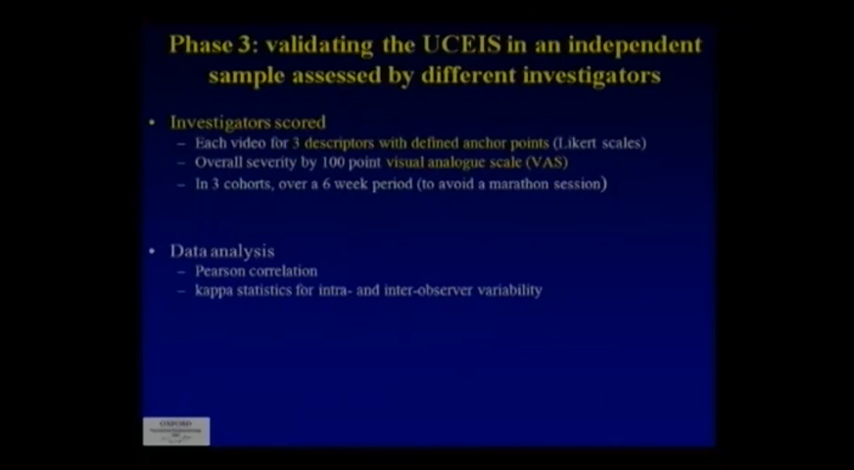 Phase 3: validating the UCEIS in an independent
sample assessed by different investigators
• Investigators scored
– Each video for 3 descriptors with defined anchor points (Likert scales)
– Overall severity by 100 point visual analogue scale (VAS)
– In 3 cohorts, over a 6 week period (to avoid a marathon session)
• Data analysis
– Pearson correlation
– kappa statistics for intra- and inter-observer variability
OXFORD